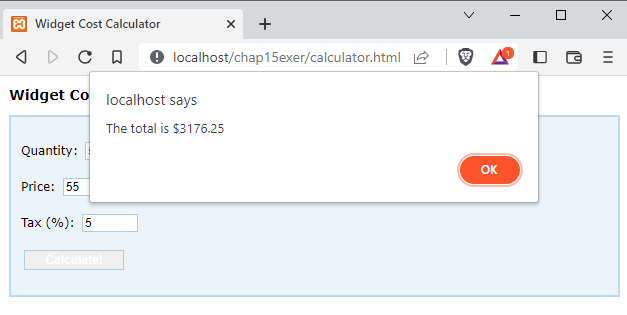 Widget Cost Calculator
localhost/chap15exer/calculator.html
1
Widget Co
localhost says
The total is $3176.25
OK
Quantity:
Price: 55
Tax (%): 5
Calculate!